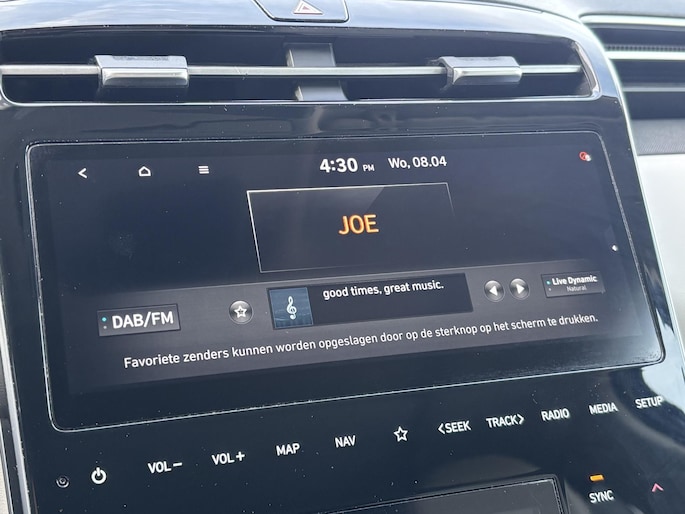 4:30 PM Wo, 08.04
JOE
good times, great music.
Live Dynamic
Natural
DAB/FM
Favoriete zenders kunnen worden opgeslagen door op de sterknop op het scherm te drukken.
VOL− VOL+ MAP NAV <SEEK TRACK> RADIO MEDIA SETUP
SYNC